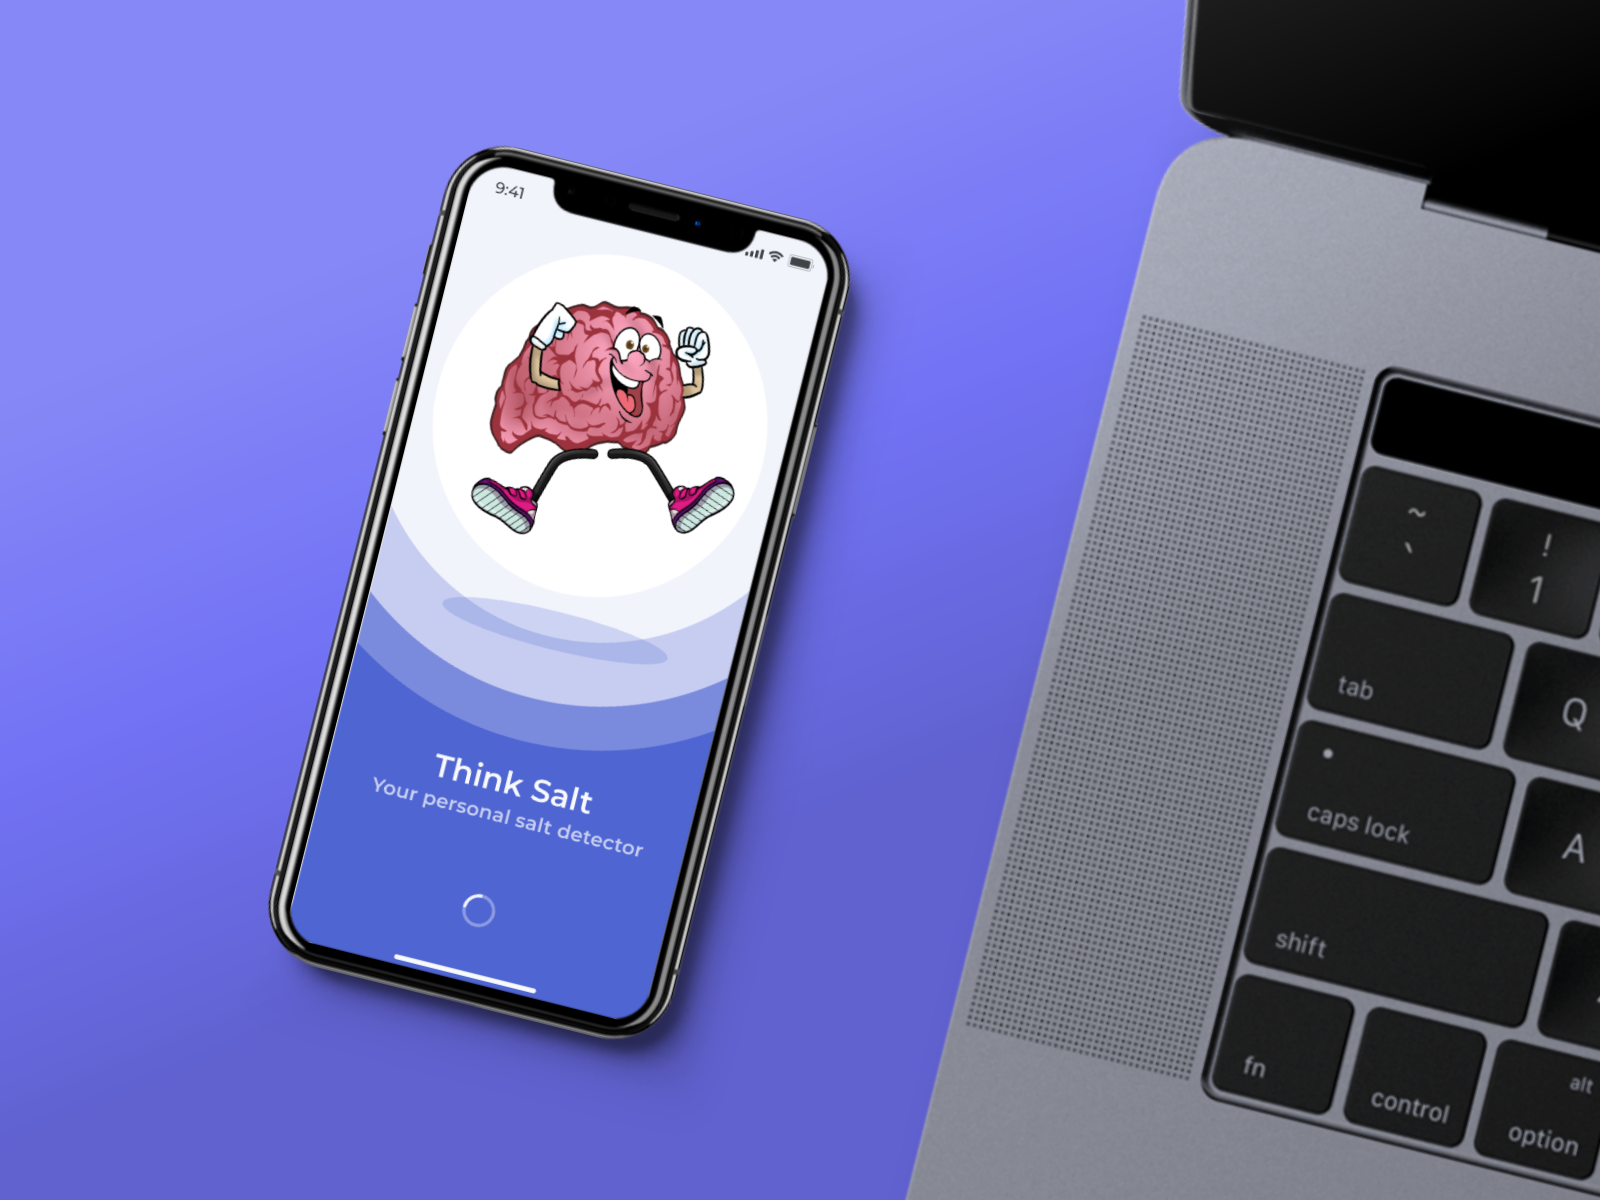 9:41
Think Salt
Your personal salt detector
~
`
!
1
tab
Q
caps lock
A
shift
fn
control
alt
option